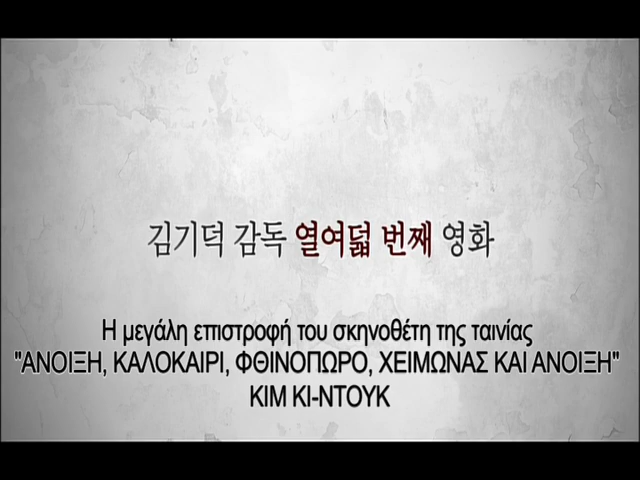 김기덕 감독 열여덟 번째 영화
Η μεγάλη επιστροφή του σκηνοθέτη της ταινίας
"ΑΝΟΙΞΗ, ΚΑΛΟΚΑΙΡΙ, ΦΘΙΝΟΠΩΡΟ, ΧΕΙΜΩΝΑΣ ΚΑΙ ΑΝΟΙΞΗ"
ΚΙΜ ΚΙ-ΝΤΟΥΚ